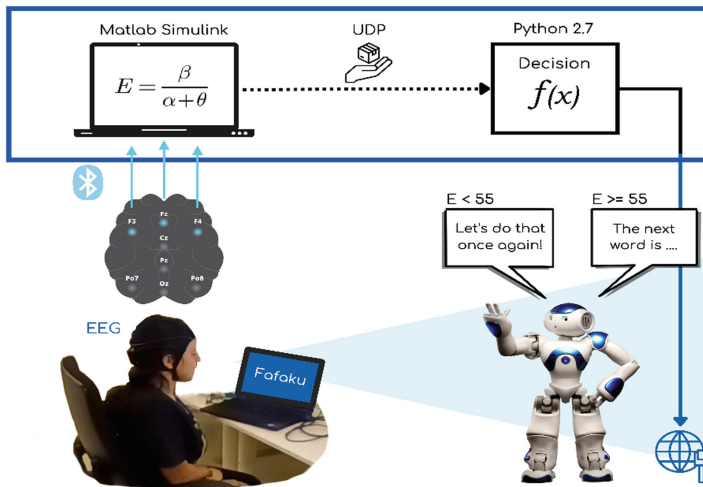 Matlab Simulink
UDP
Python 2.7
E = β / α + θ
Decision
f(x)
F3
Fz
F4
Cz
Pz
Po7
Oz
Po8
E < 55
E >= 55
Let's do that
once again!
The next
word is ....
EEG
Fafaku